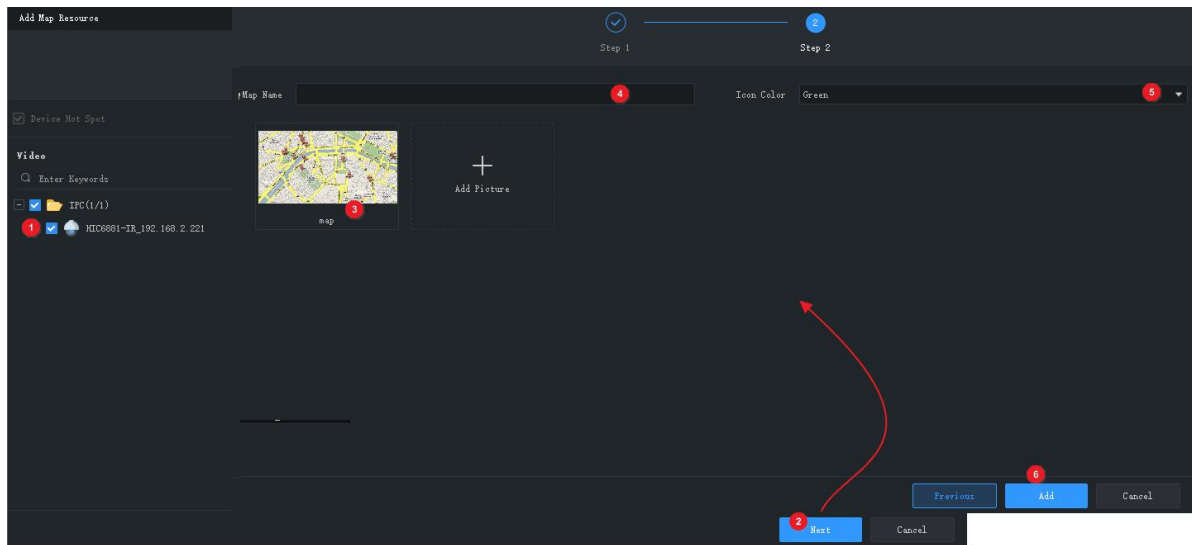 Add Map Resource
2
Step 1
Step 2
*Map Name
4
Icon Color
Green
5
Device Hot Spot
Video
Enter Keywords
IPC(1/1)
1
HIC6881-IR_192.168.2.221
3
map
Add Picture
6
Previous
Add
Cancel
2
Next
Cancel